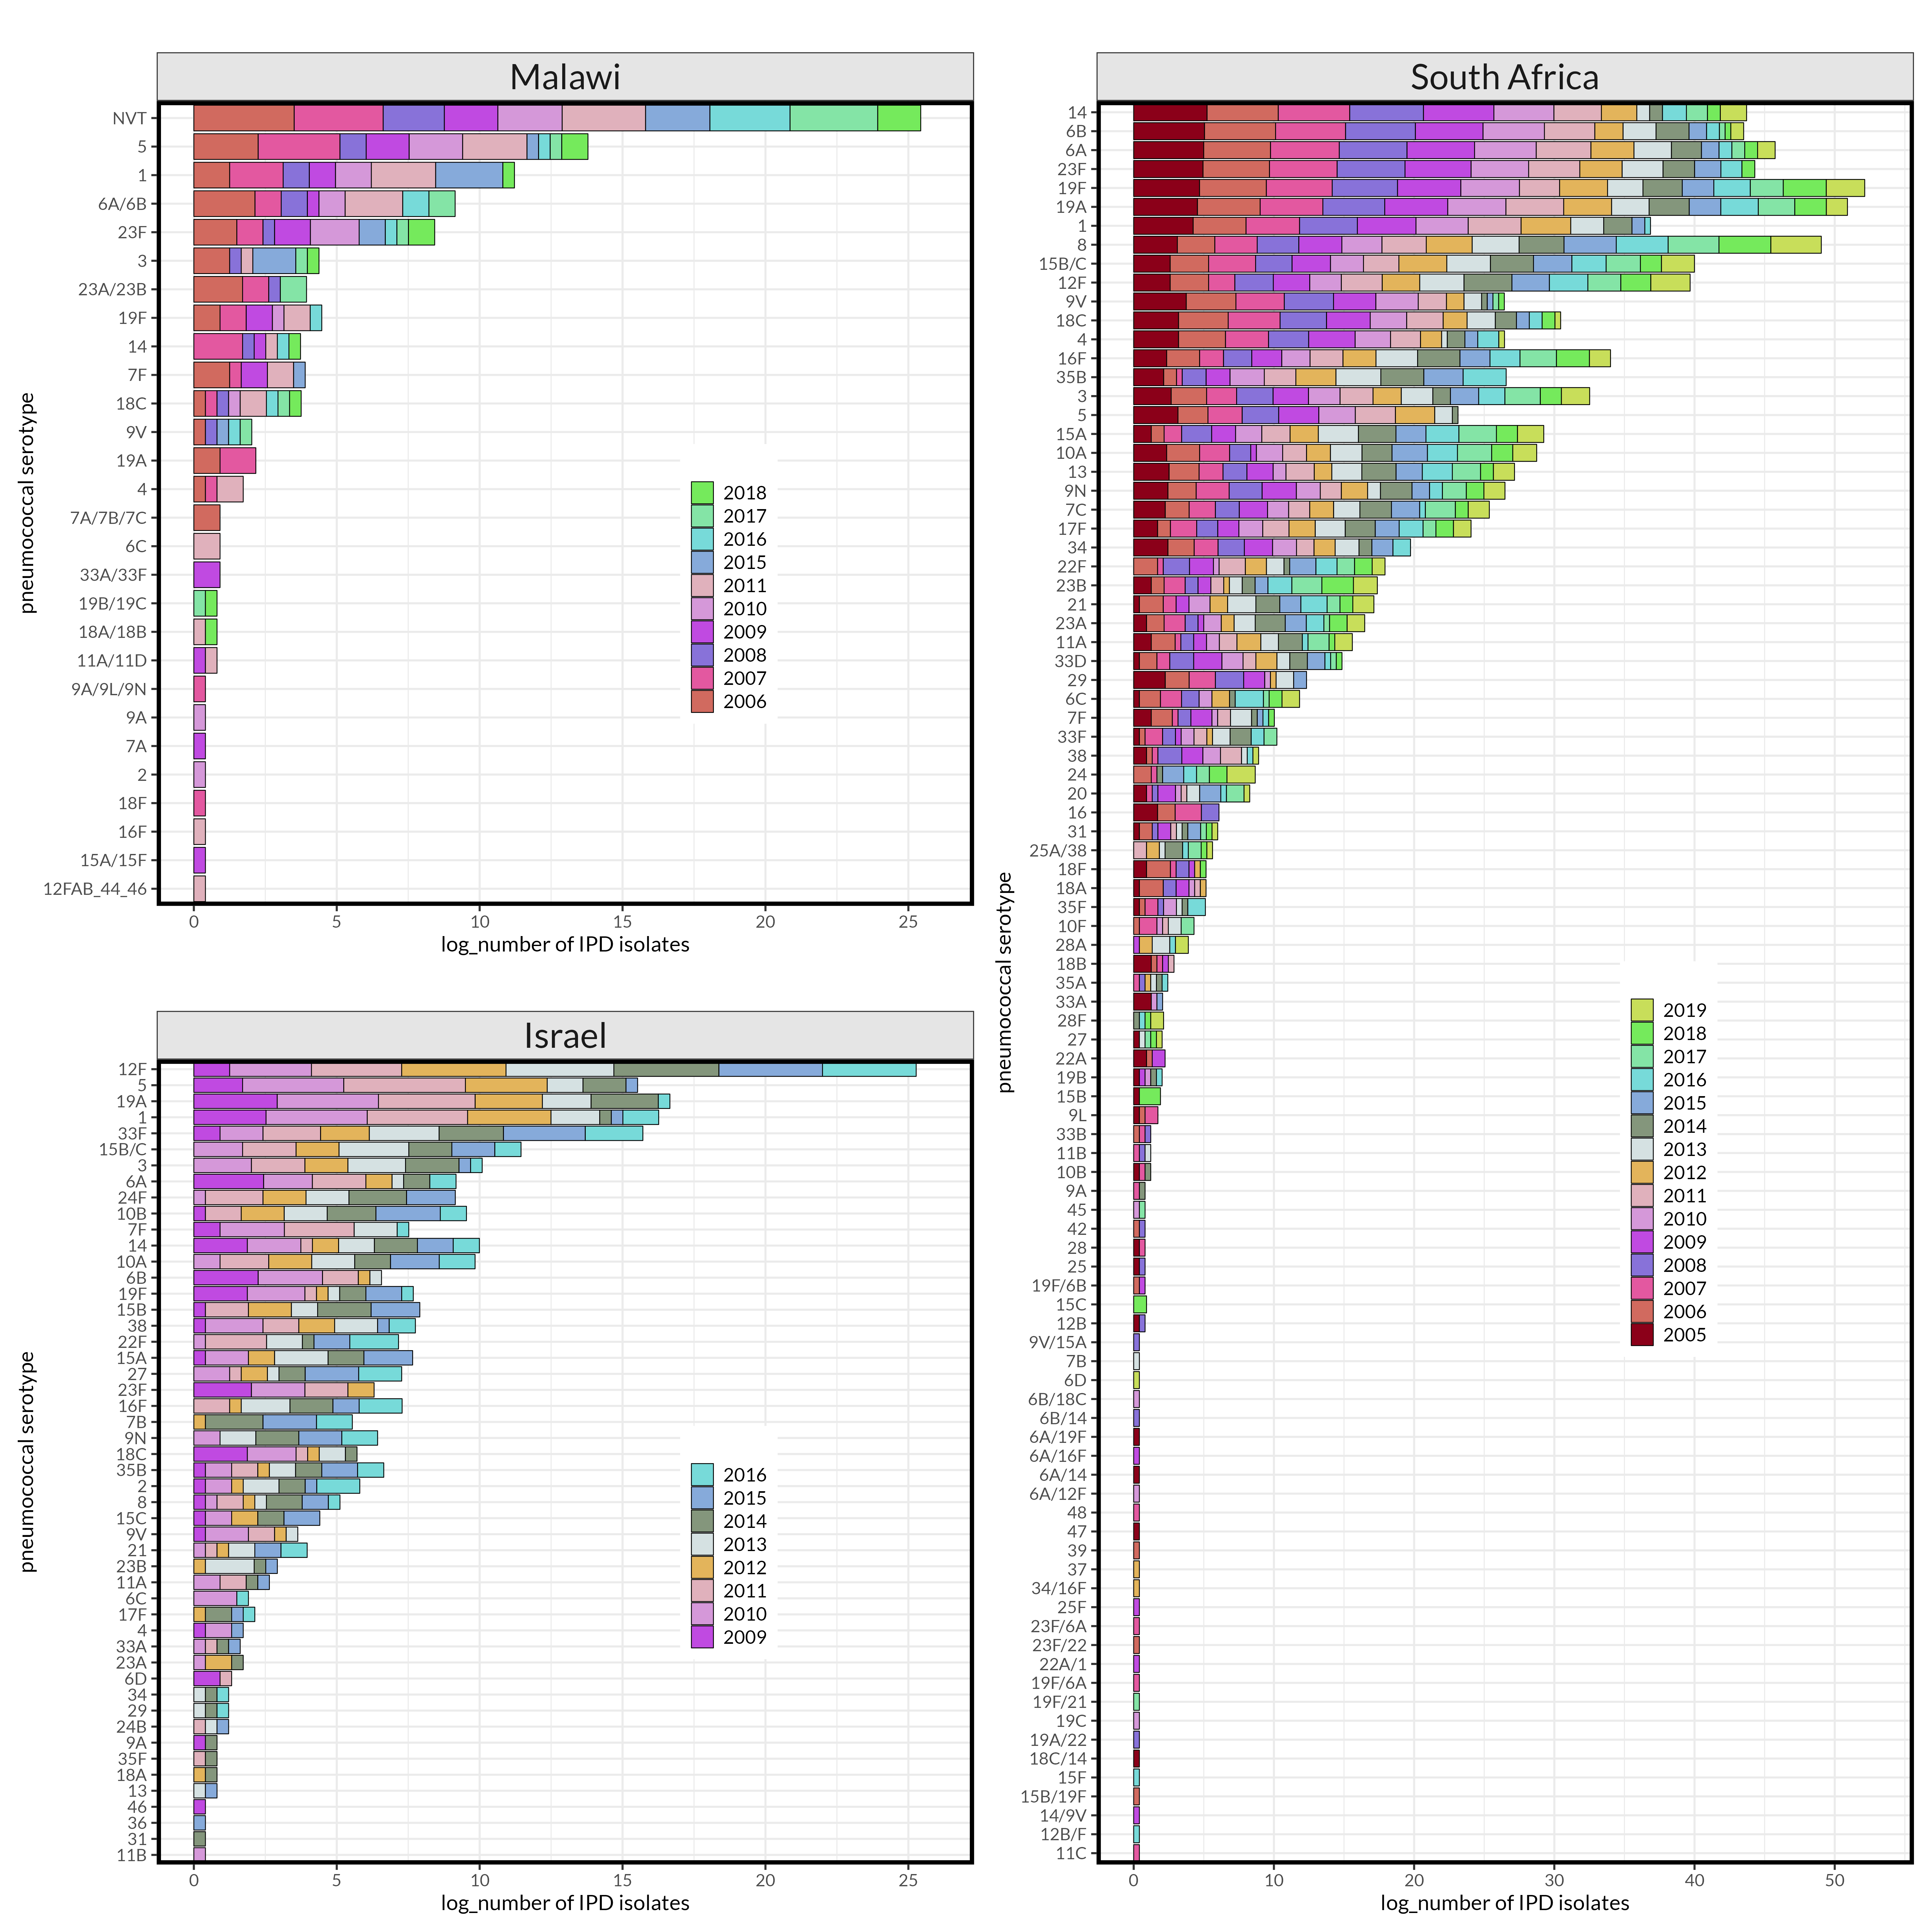 Malawi
pneumococcal serotype
NVT
5
1
6A/6B
23F
3
23A/23B
19F
14
7F
18C
9V
19A
4
7A/7B/7C
6C
33A/33F
19B/19C
18A/18B
11A/11D
9A/9L/9N
9A
7A
2
18F
16F
15A/15F
12FAB_44_46
2018
2017
2016
2015
2011
2010
2009
2008
2007
2006
0 5 10 15 20 25
log_number of IPD isolates
Israel
pneumococcal serotype
12F
5
19A
1
33F
15B/C
3
6A
24F
10B
7F
14
10A
6B
19F
15B
38
22F
15A
27
23F
16F
7B
9N
18C
35B
2
8
15C
9V
21
23B
11A
6C
17F
4
33A
23A
6D
34
29
24B
9A
35F
18A
13
46
36
31
11B
2016
2015
2014
2013
2012
2011
2010
2009
0 5 10 15 20 25
log_number of IPD isolates
South Africa
pneumococcal serotype
14
6B
6A
23F
19F
19A
1
8
15B/C
12F
9V
18C
4
16F
35B
3
5
15A
10A
13
9N
7C
17F
34
22F
23B
21
23A
11A
33D
29
6C
7F
33F
38
24
20
16
31
25A/38
18F
18A
35F
10F
28A
18B
35A
33A
28F
27
22A
19B
15B
9L
33B
11B
10B
9A
45
42
28
25
19F/6B
15C
12B
9V/15A
7B
6D
6B/18C
6B/14
6A/19F
6A/16F
6A/14
6A/12F
48
47
39
37
34/16F
25F
23F/6A
23F/22
22A/1
19F/6A
19F/21
19C
19A/22
18C/14
15F
15B/19F
14/9V
12B/F
11C
2019
2018
2017
2016
2015
2014
2013
2012
2011
2010
2009
2008
2007
2006
2005
0 10 20 30 40 50
log_number of IPD isolates